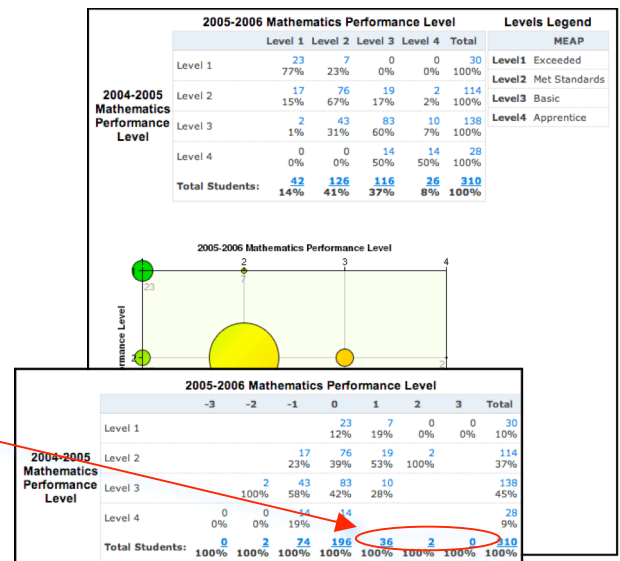 2005-2006 Mathematics Performance Level
Level 1 Level 2 Level 3 Level 4 Total
2004-2005
Mathematics
Performance
Level
Level 1 23 7 0 0 30
77% 23% 0% 0% 100%
Level 2 17 76 19 2 114
15% 67% 17% 2% 100%
Level 3 2 43 83 10 138
1% 31% 60% 7% 100%
Level 4 0 0 14 14 28
0% 0% 50% 50% 100%
Total Students: 42 126 116 26 310
14% 41% 37% 8% 100%
Levels Legend
MEAP
Level1 Exceeded
Level2 Met Standards
Level3 Basic
Level4 Apprentice
2005-2006 Mathematics Performance Level
1 2 3 4
1
23 7
rmance Level
2
2
2005-2006 Mathematics Performance Level
-3 -2 -1 0 1 2 3 Total
2004-2005
Mathematics
Performance
Level
Level 1 23 7 0 0 30
12% 19% 0% 0% 10%
Level 2 17 76 19 2 114
23% 39% 53% 100% 37%
Level 3 2 43 83 10 138
100% 58% 42% 28% 45%
Level 4 0 0 14 14 28
0% 0% 19% 9%
Total Students: 0 2 74 196 36 2 0 310
100% 100% 100% 100% 100% 100% 100% 100%